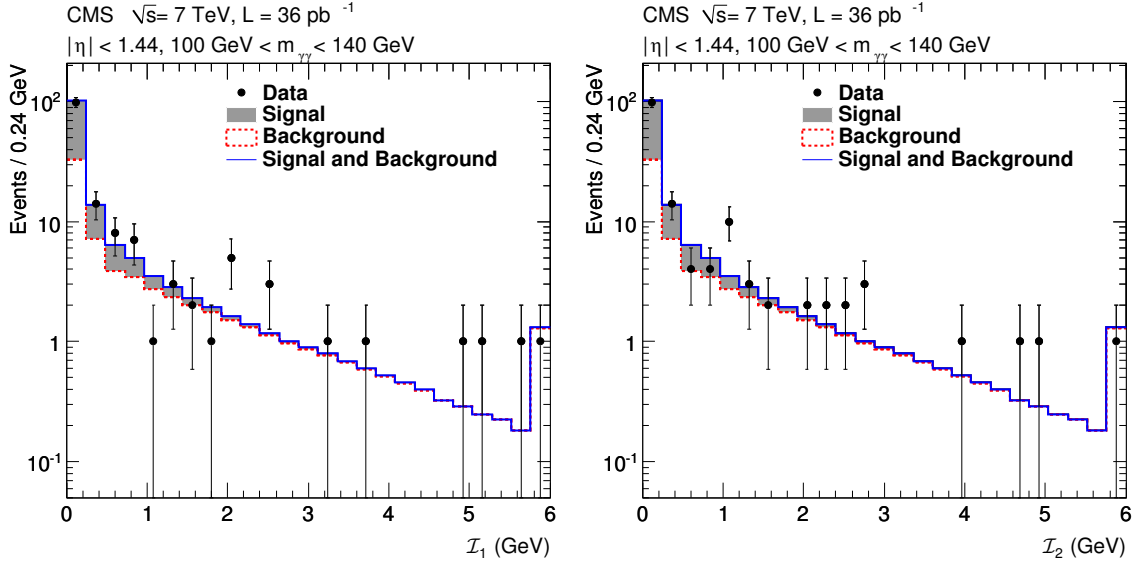 CMS √s= 7 TeV, L = 36 pb -1
|η| < 1.44, 100 GeV < mγγ < 140 GeV
Events / 0.24 GeV
10²
10
1
10⁻¹
Data
Signal
Background
Signal and Background
0 1 2 3 4 5 6
I₁ (GeV)
CMS √s= 7 TeV, L = 36 pb -1
|η| < 1.44, 100 GeV < mγγ < 140 GeV
Events / 0.24 GeV
10²
10
1
10⁻¹
Data
Signal
Background
Signal and Background
0 1 2 3 4 5 6
I₂ (GeV)